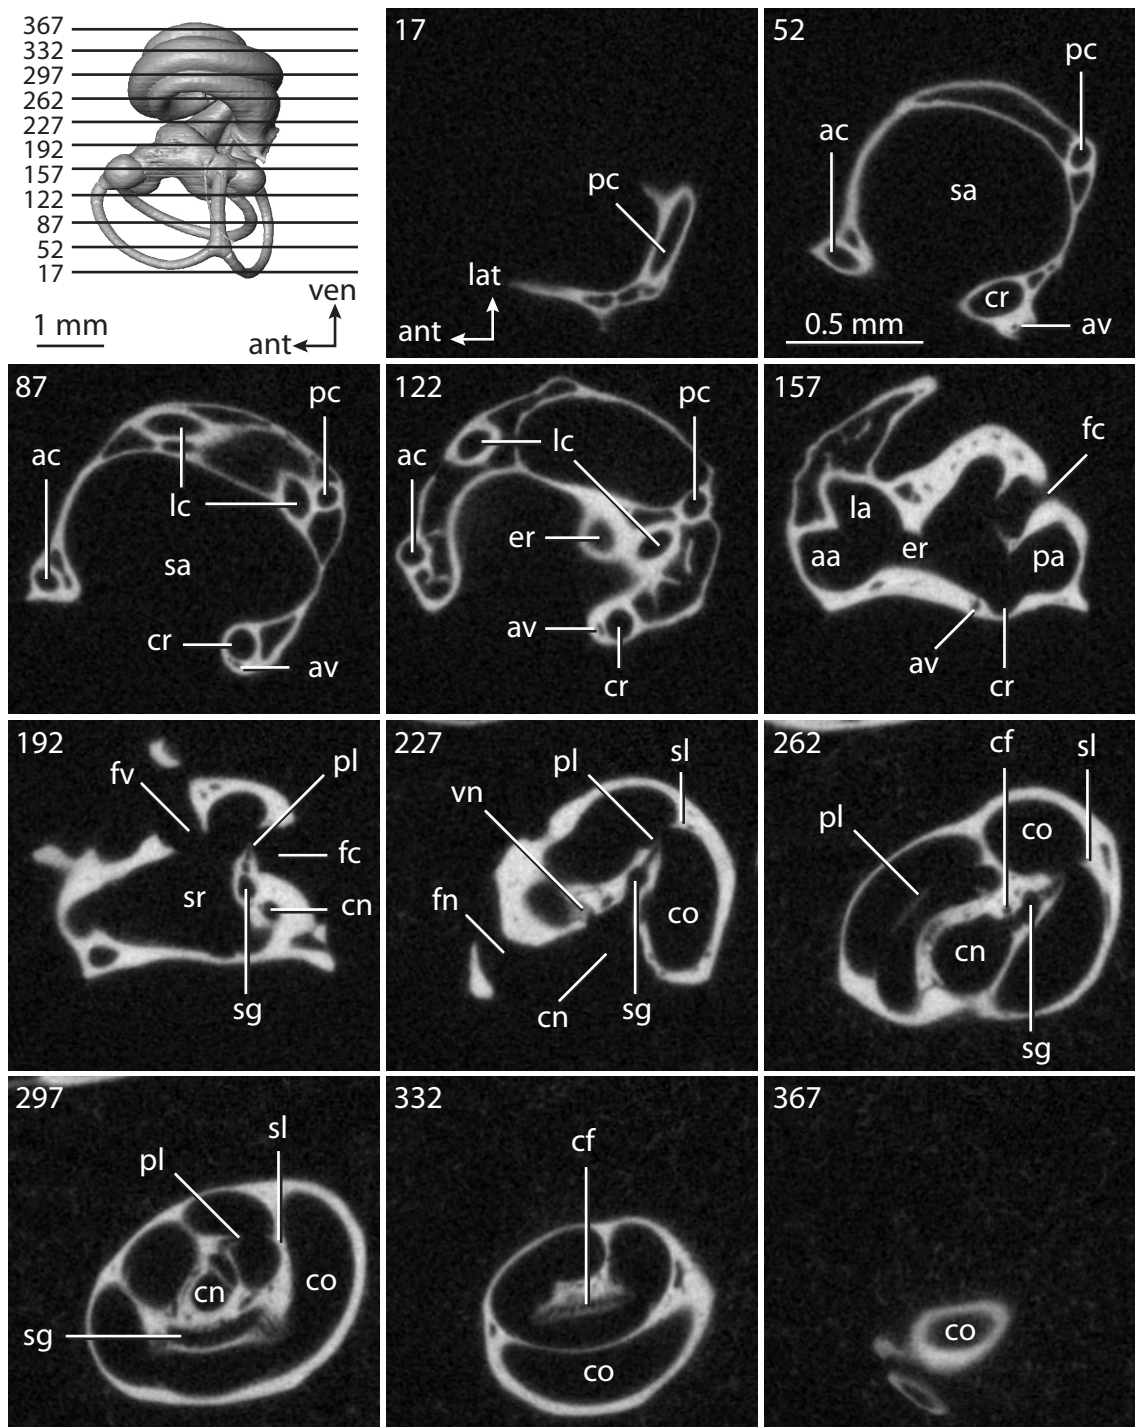 367
332
297
262
227
192
157
122
87
52
17
ven
1 mm
ant
17
pc
lat
ant
52
pc
ac
sa
cr
0.5 mm
av
87
pc
ac
lc
sa
cr
av
122
pc
ac
lc
er
av
cr
157
fc
la
er
aa
pa
av
cr
192
pl
fv
fc
sr
cn
sg
227
pl
sl
vn
fn
co
cn
sg
262
cf
sl
pl
co
cn
sg
297
sl
pl
cn
co
sg
332
cf
co
367
co